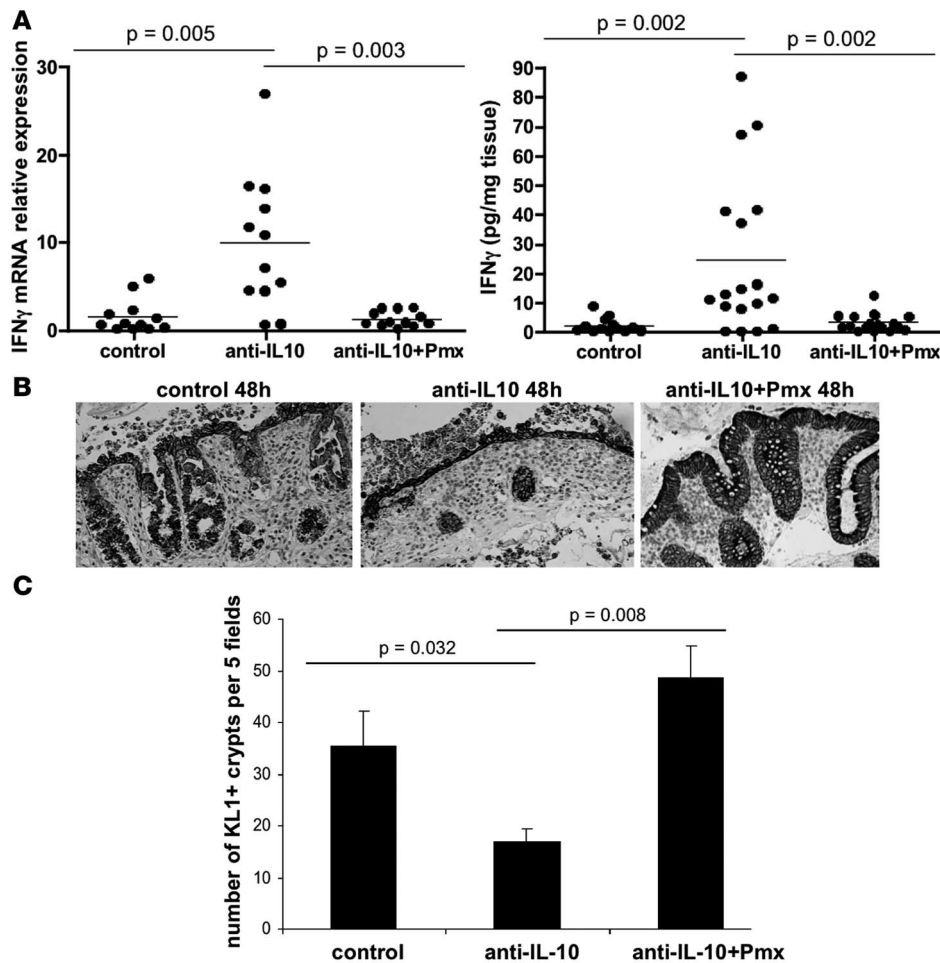 A
p = 0.005
p = 0.003
IFNγ mRNA relative expression
30
20
10
0
control
anti-IL10
anti-IL10+Pmx
p = 0.002
p = 0.002
IFNγ (pg/mg tissue)
90
80
70
60
50
40
30
20
10
0
control
anti-IL10
anti-IL10+Pmx
B
control 48h
anti-IL10 48h
anti-IL10+Pmx 48h
C
number of KL1+ crypts per 5 fields
60
50
40
30
20
10
0
p = 0.032
p = 0.008
control
anti-IL-10
anti-IL-10+Pmx